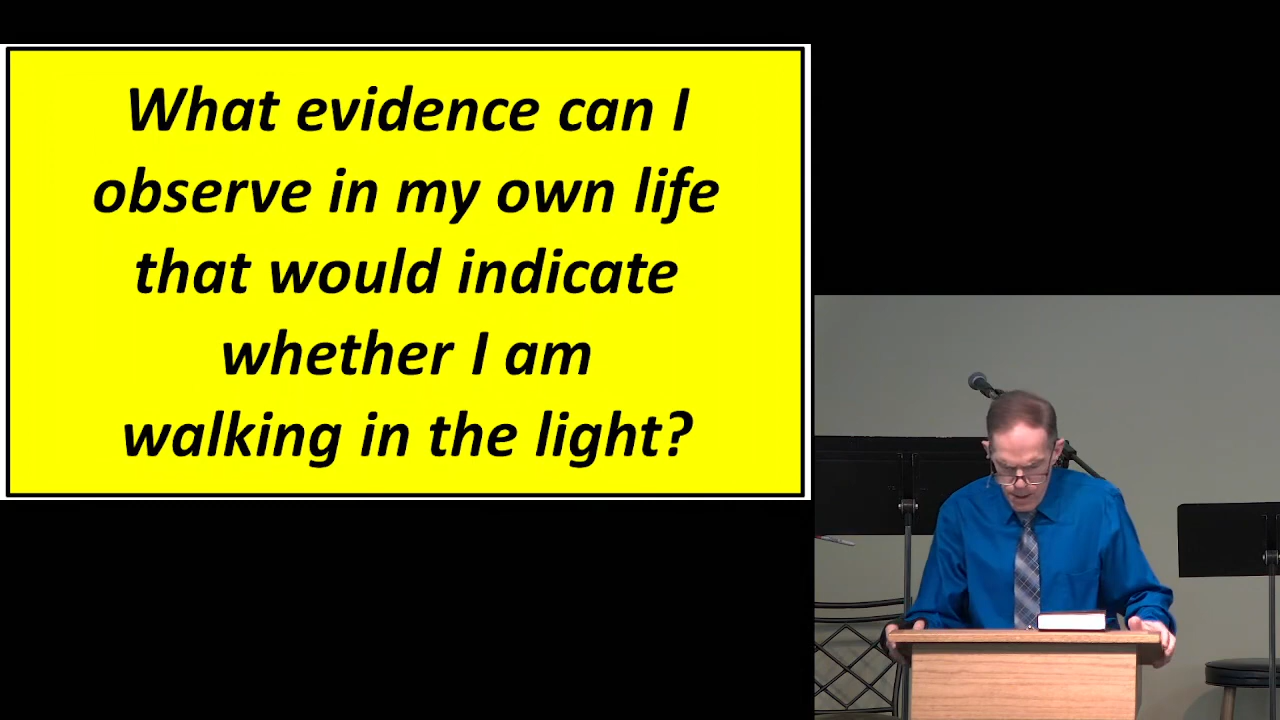 What evidence can I
observe in my own life
that would indicate
whether I am
walking in the light?